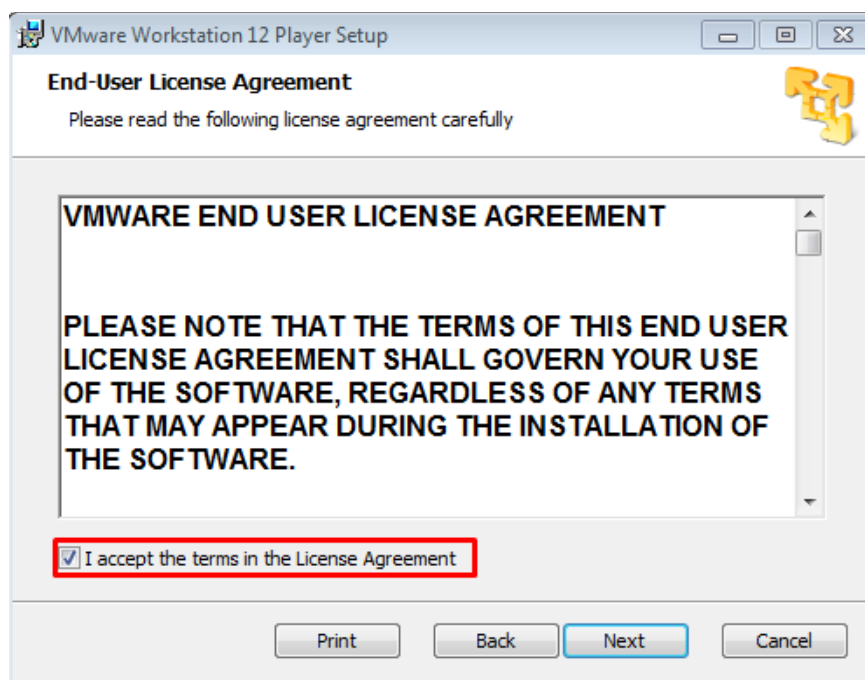 VMware Workstation 12 Player Setup
End-User License Agreement
Please read the following license agreement carefully
VMWARE END USER LICENSE AGREEMENT
PLEASE NOTE THAT THE TERMS OF THIS END USER
LICENSE AGREEMENT SHALL GOVERN YOUR USE
OF THE SOFTWARE, REGARDLESS OF ANY TERMS
THAT MAY APPEAR DURING THE INSTALLATION OF
THE SOFTWARE.
I accept the terms in the License Agreement
Print Back Next Cancel